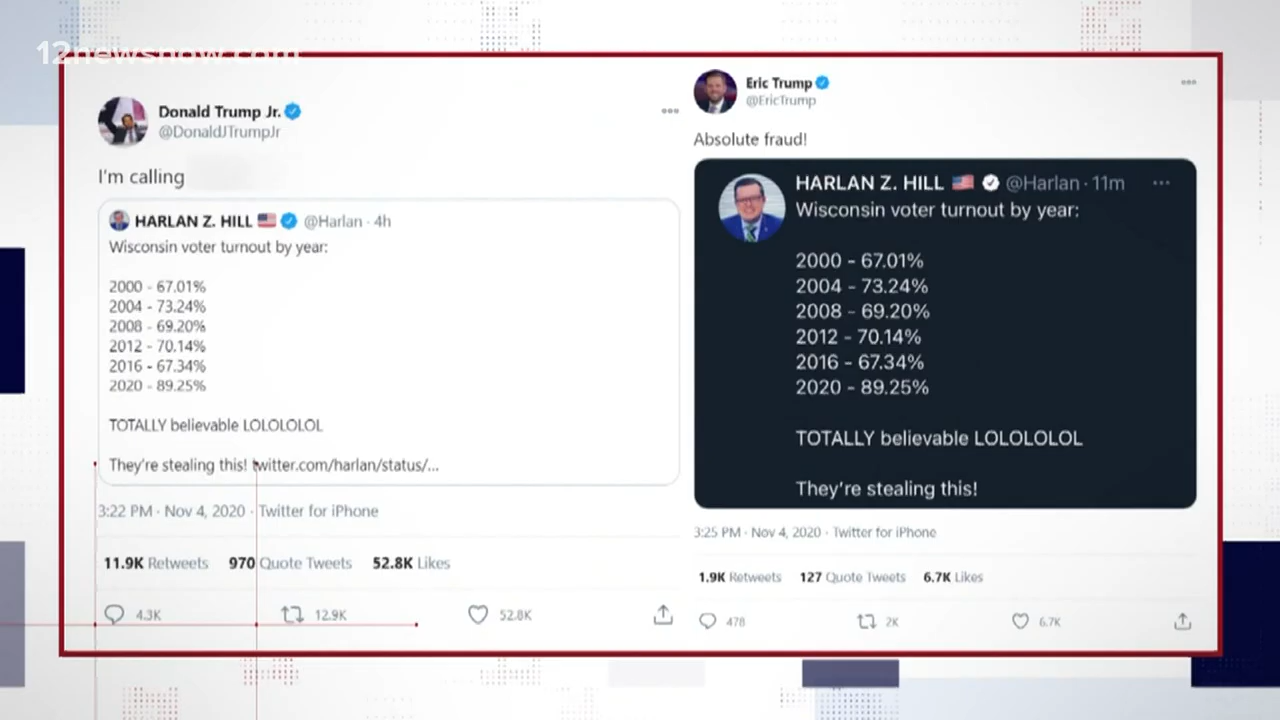 12newsnow.com
Donald Trump Jr.
@DonaldJTrumpJr
I'm calling
HARLAN Z. HILL @Harlan · 4h
Wisconsin voter turnout by year:
2000 - 67.01%
2004 - 73.24%
2008 - 69.20%
2012 - 70.14%
2016 - 67.34%
2020 - 89.25%
TOTALLY believable LOLOLOLOL
They're stealing this! twitter.com/harlan/status/...
3:22 PM · Nov 4, 2020 · Twitter for iPhone
11.9K Retweets 970 Quote Tweets 52.8K Likes
4.3K 12.9K 52.8K
Eric Trump
@EricTrump
Absolute fraud!
HARLAN Z. HILL @Harlan · 11m
Wisconsin voter turnout by year:
2000 - 67.01%
2004 - 73.24%
2008 - 69.20%
2012 - 70.14%
2016 - 67.34%
2020 - 89.25%
TOTALLY believable LOLOLOLOL
They're stealing this!
3:25 PM · Nov 4, 2020 · Twitter for iPhone
1.9K Retweets 127 Quote Tweets 6.7K Likes
478 2K 6.7K